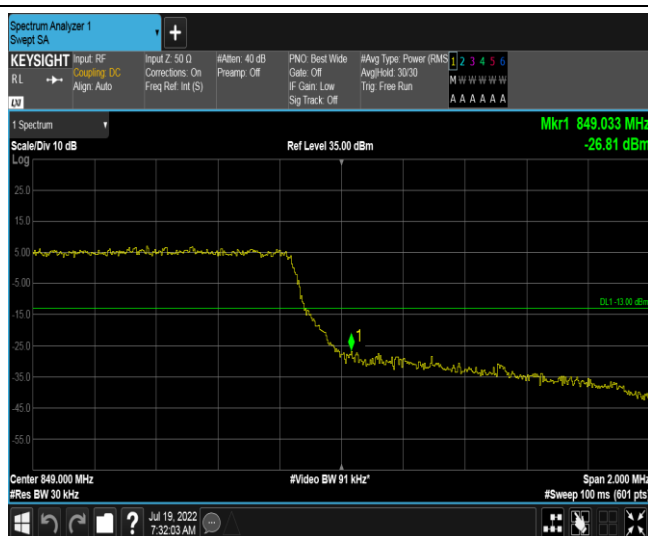 Spectrum Analyzer 1
Swept SA
+
KEYSIGHT
RL
LXI
Input: RF
Coupling: DC
Align: Auto
Input Z: 50 Ω
Corrections: On
Freq Ref: Int (S)
#Atten: 40 dB
Preamp: Off
PNO: Best Wide
Gate: Off
IF Gain: Low
Sig Track: Off
#Avg Type: Power (RMS
Avg|Hold: 30/30
Trig: Free Run
1 2 3 4 5 6
M W W W W W
A A A A A A
1 Spectrum
Mkr1 849.033 MHz
Scale/Div 10 dB
Ref Level 35.00 dBm
-26.81 dBm
Log
25.0
15.0
5.00
-5.00
DL1 -13.00 dBm
-25.0
1
-35.0
-45.0
-55.0
Center 849.000 MHz
#Video BW 91 kHz*
Span 2.000 MHz
#Res BW 30 kHz
#Sweep 100 ms (601 pts)
?
Jul 19, 2022
7:32:03 AM